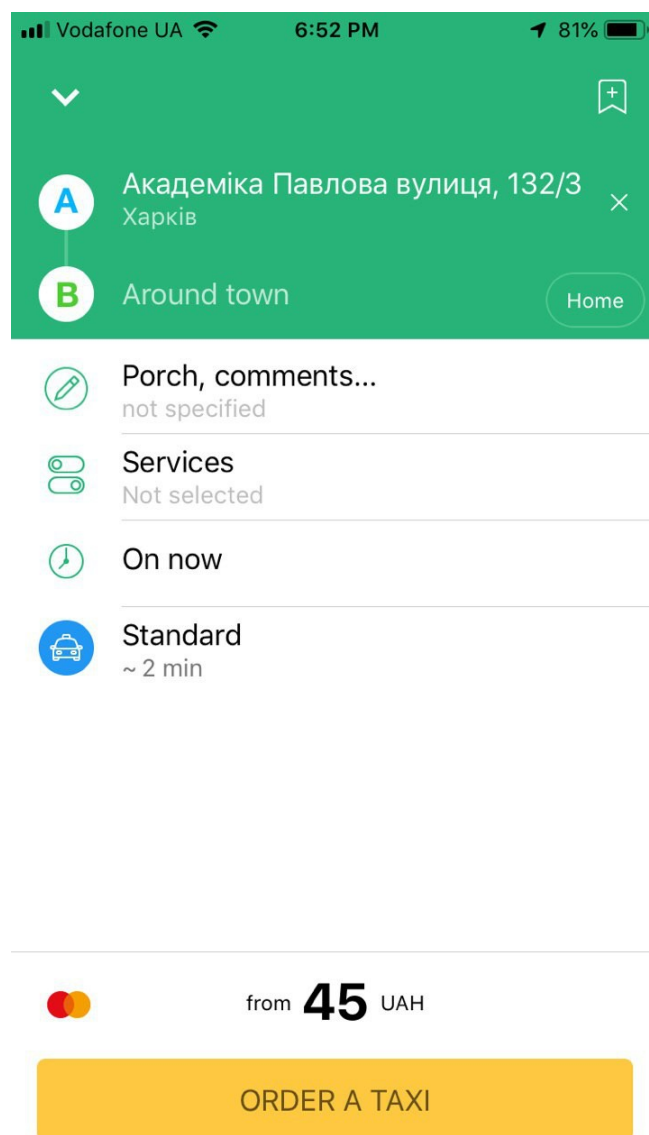 Vodafone UA 6:52 PM 81%
A Академіка Павлова вулиця, 132/3
Харків
B Around town Home
Porch, comments...
not specified
Services
Not selected
On now
Standard
~ 2 min
from 45 UAH
ORDER A TAXI